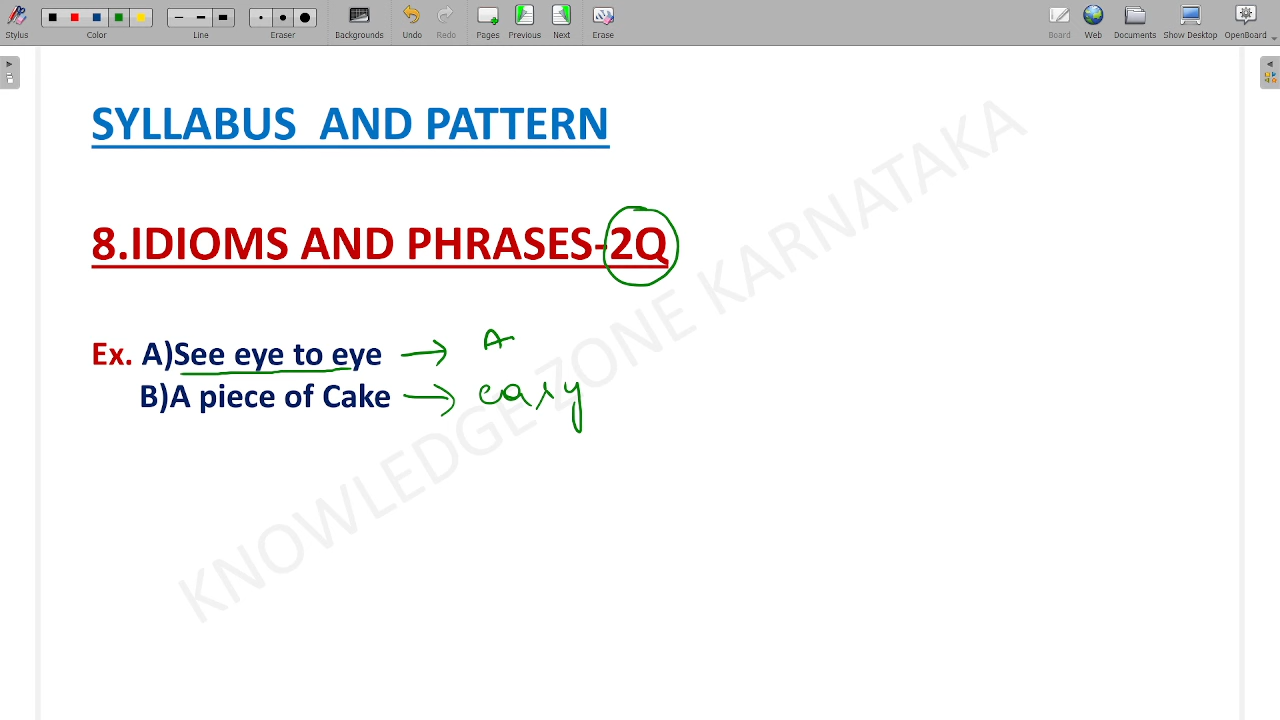 Stylus Color Line Eraser Backgrounds Undo Redo Pages Previous Next Erase Board Web Documents Show Desktop OpenBoard
SYLLABUS AND PATTERN
8.IDIOMS AND PHRASES-2Q
Ex. A)See eye to eye → A
B)A piece of Cake → easy
KNOWLEDGE ZONE KARNATAKA